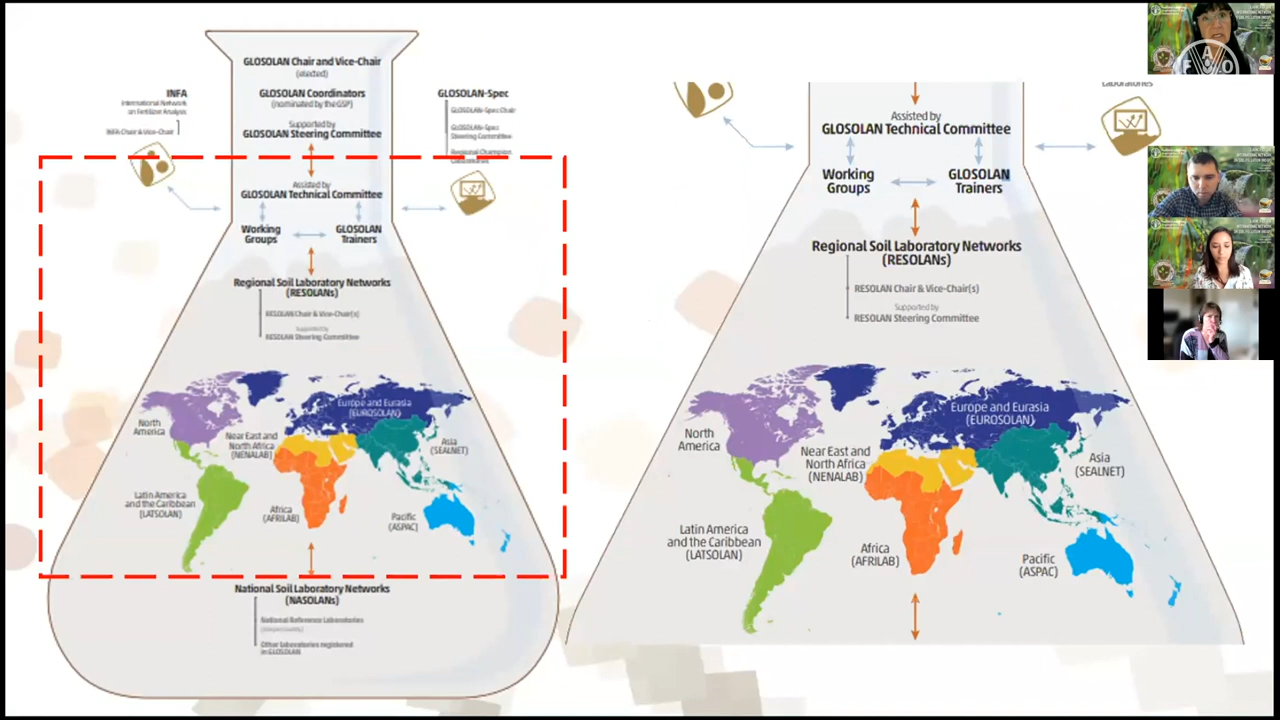 GLOSOLAN Chair and Vice-Chair
(elected)
GLOSOLAN Coordinators
(nominated by the GSP)
Supported by
GLOSOLAN Steering Committee
INFA
International Network
on Fertilizer Analysis
INFA Chair & Vice-Chair
GLOSOLAN-Spec
GLOSOLAN-Spec Chair
GLOSOLAN-Spec
Steering Committee
Regional Champion
Laboratories
Assisted by
GLOSOLAN Technical Committee
Working
Groups
GLOSOLAN
Trainers
Regional Soil Laboratory Networks
(RESOLANs)
RESOLAN Chair & Vice-Chair(s)
Supported by
RESOLAN Steering Committee
North
America
Europe and Eurasia
(EUROSOLAN)
Near East and
North Africa
(NENALAB)
Asia
(SEALNET)
Latin America
and the Caribbean
(LATSOLAN)
Africa
(AFRILAB)
Pacific
(ASPAC)
National Soil Laboratory Networks
(NASOLANs)
National Reference Laboratories
Other laboratories registered
in GLOSOLAN
Laboratories
Assisted by
GLOSOLAN Technical Committee
Working
Groups
GLOSOLAN
Trainers
Regional Soil Laboratory Networks
(RESOLANs)
RESOLAN Chair & Vice-Chair(s)
Supported by
RESOLAN Steering Committee
North
America
Europe and Eurasia
(EUROSOLAN)
Near East and
North Africa
(NENALAB)
Asia
(SEALNET)
Latin America
and the Caribbean
(LATSOLAN)
Africa
(AFRILAB)
Pacific
(ASPAC)
FAO